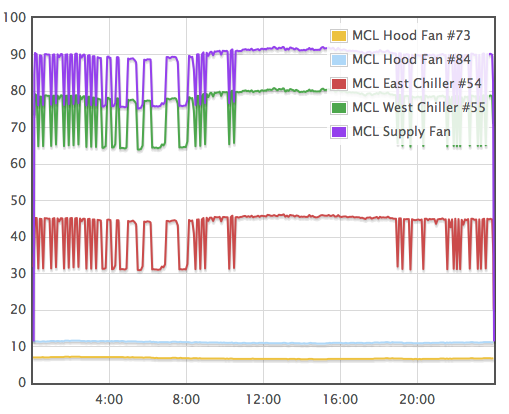 100
MCL Hood Fan #73
90
MCL Hood Fan #84
80
MCL East Chiller #54
MCL West Chiller #55
70
MCL Supply Fan
60
50
40
30
20
10
0
4:00 8:00 12:00 16:00 20:00